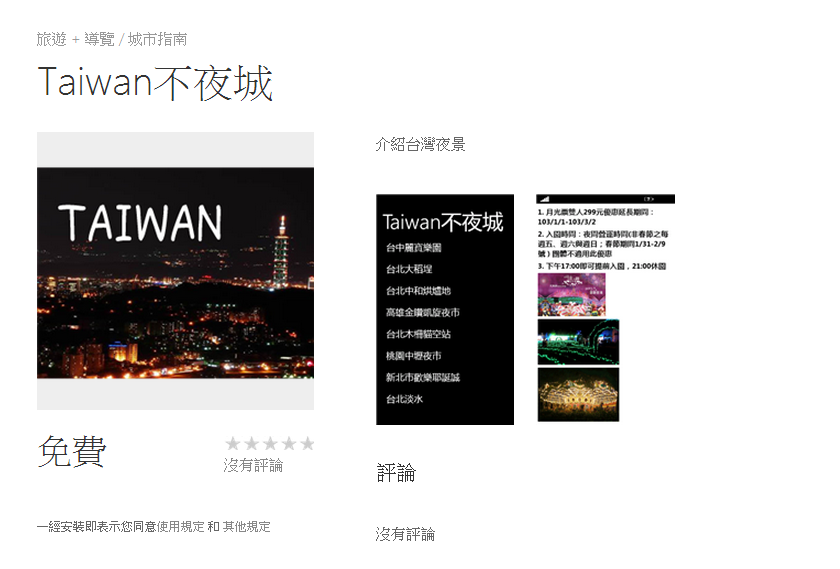 旅遊 + 導覽 / 城市指南
Taiwan不夜城
TAIWAN
免費
沒有評論
一經安裝即表示您同意使用規定 和 其他規定
介紹台灣夜景
Taiwan不夜城
台中麗寶樂園
台北大稻埕
台北中和烘爐地
高雄金鑽凱旋夜市
台北木柵貓空站
桃園中壢夜市
新北市歡樂耶誕城
台北淡水
1. 月光票雙人299元優惠延長期間：
103/1/1-103/3/2
2. 入園時間：夜間營運時間(非春節之每
週五、週六與週日；春節期間1/31-2/9
號 ) 團體不適用此優惠
3. 下午17:00即可提前入園，21:00休園
評論
沒有評論